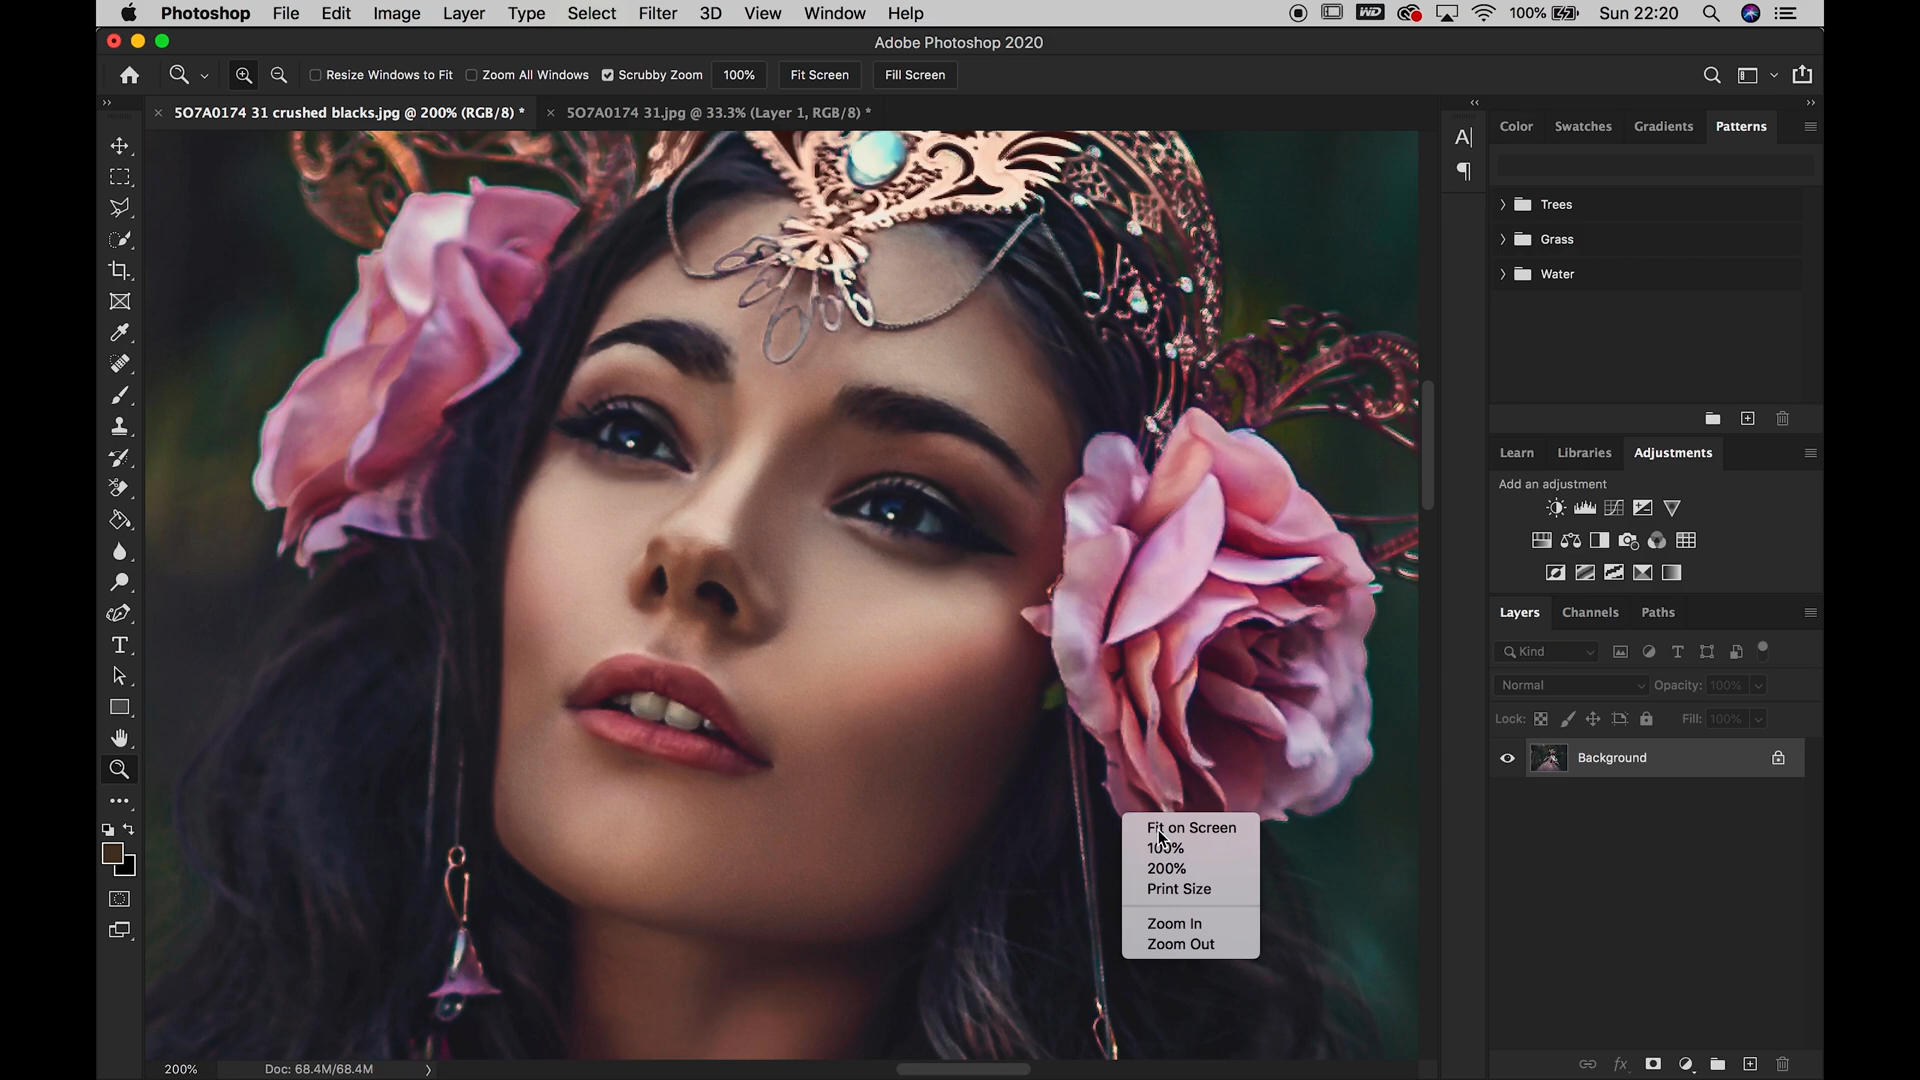 Photoshop File Edit Image Layer Type Select Filter 3D View Window Help WD 100% Sun 22:20
Adobe Photoshop 2020
Resize Windows to Fit Zoom All Windows Scrubby Zoom 100% Fit Screen Fill Screen
5O7A0174 31 crushed blacks.jpg @ 200% (RGB/8) * 5O7A0174 31.jpg @ 33.3% (Layer 1, RGB/8) *
Color Swatches Gradients Patterns
Trees
Grass
Water
Learn Libraries Adjustments
Add an adjustment
Layers Channels Paths
Kind
Normal Opacity: 100%
Lock: Fill: 100%
Background
Fit on Screen
100%
200%
Print Size
Zoom In
Zoom Out
200% Doc: 68.4M/68.4M